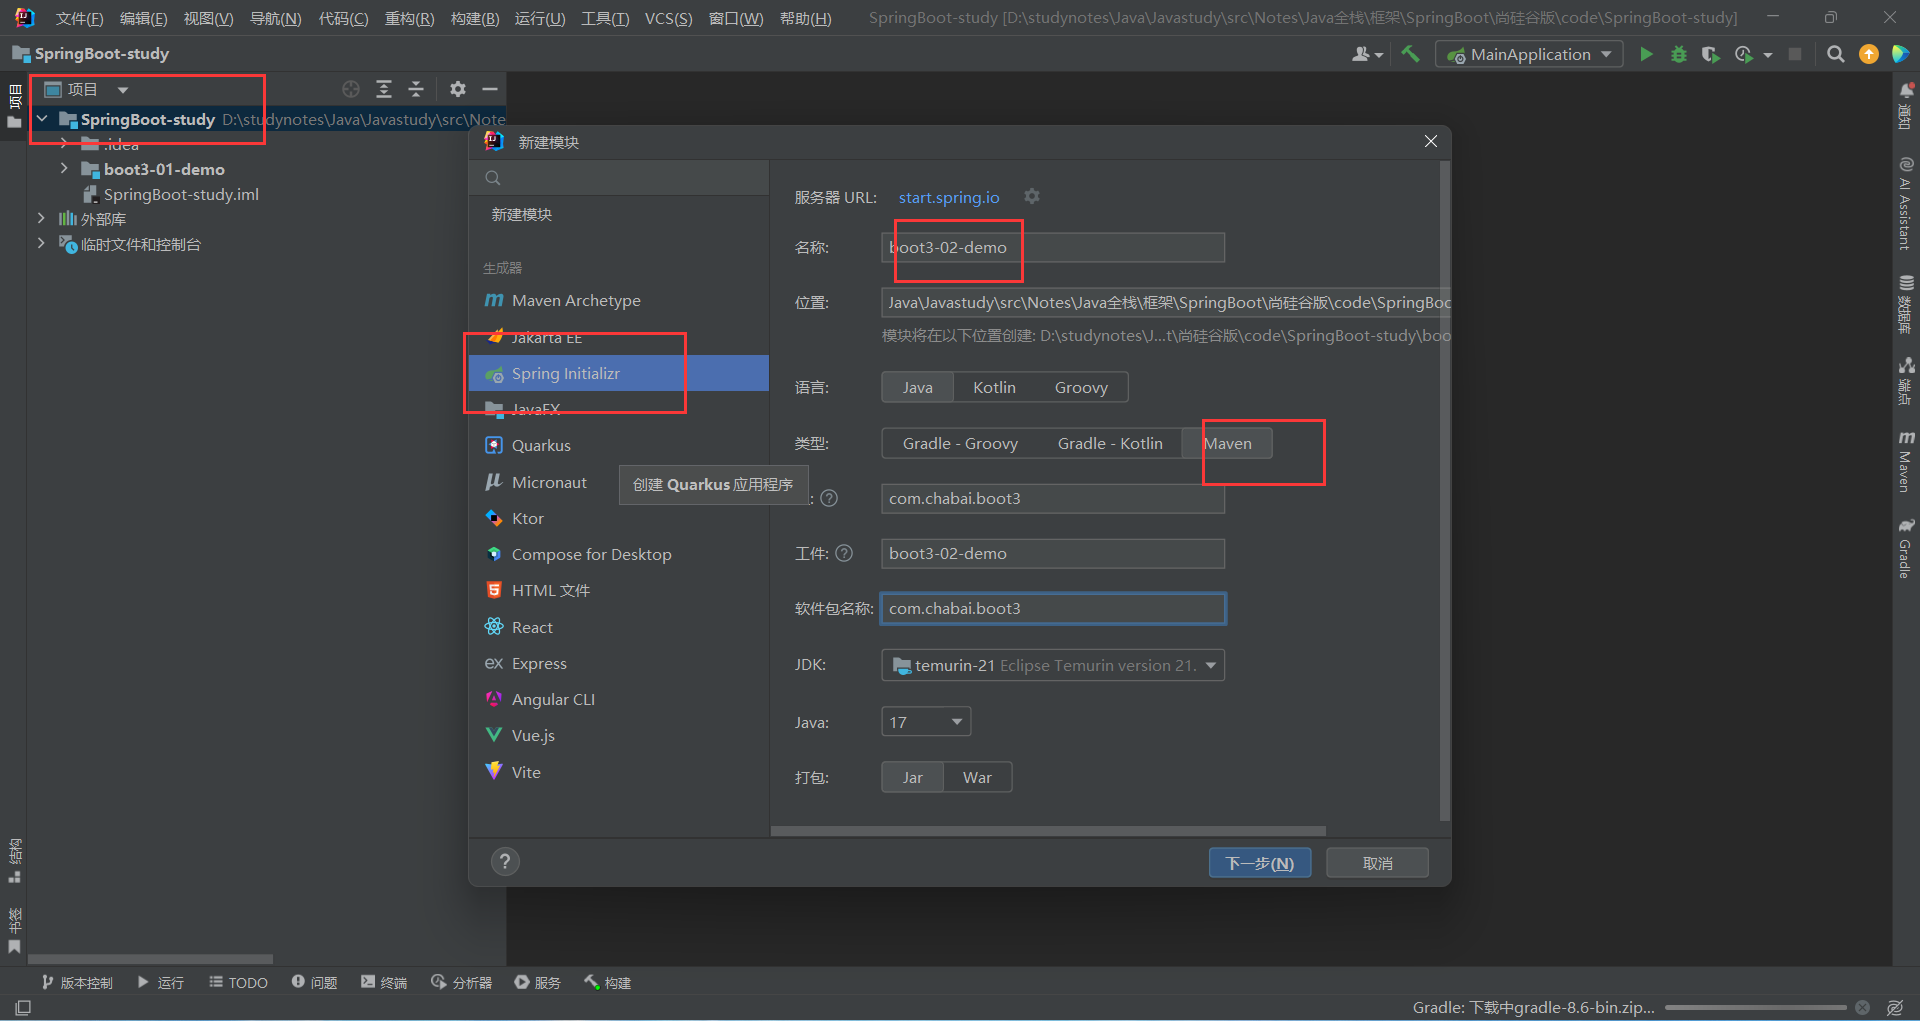 文件(F) 编辑(E) 视图(V) 导航(N) 代码(C) 重构(R) 构建(B) 运行(U) 工具(T) VCS(S) 窗口(W) 帮助(H) SpringBoot-study [D:\studynotes\Java\Javastudy\src\Notes\Java全栈\框架\SpringBoot\尚硅谷版\code\SpringBoot-study]
SpringBoot-study
MainApplication
项目
项目
SpringBoot-study D:\studynotes\Java\Javastudy\src\Note
.idea
boot3-01-demo
SpringBoot-study.iml
外部库
临时文件和控制台
结构
书签
新建模块
新建模块
生成器
Maven Archetype
Jakarta EE
Spring Initializr
JavaFX
Quarkus
Micronaut
创建 Quarkus 应用程序
Ktor
Compose for Desktop
HTML 文件
React
ex Express
Angular CLI
Vue.js
Vite
服务器 URL: start.spring.io
名称: boot3-02-demo
位置: Java\Javastudy\src\Notes\Java全栈\框架\SpringBoot\尚硅谷版\code\SpringBoo
模块将在以下位置创建: D:\studynotes\J...t\尚硅谷版\code\SpringBoot-study\boo
语言: Java Kotlin Groovy
类型: Gradle - Groovy Gradle - Kotlin Maven
: com.chabai.boot3
工件: boot3-02-demo
软件包名称: com.chabai.boot3
JDK: temurin-21 Eclipse Temurin version 21.
Java: 17
打包: Jar War
? 下一步(N) 取消
通知
AI Assistant
数据库
端点
Maven
Gradle
版本控制 运行 TODO 问题 终端 分析器 服务 构建
Gradle: 下载中gradle-8.6-bin.zip...